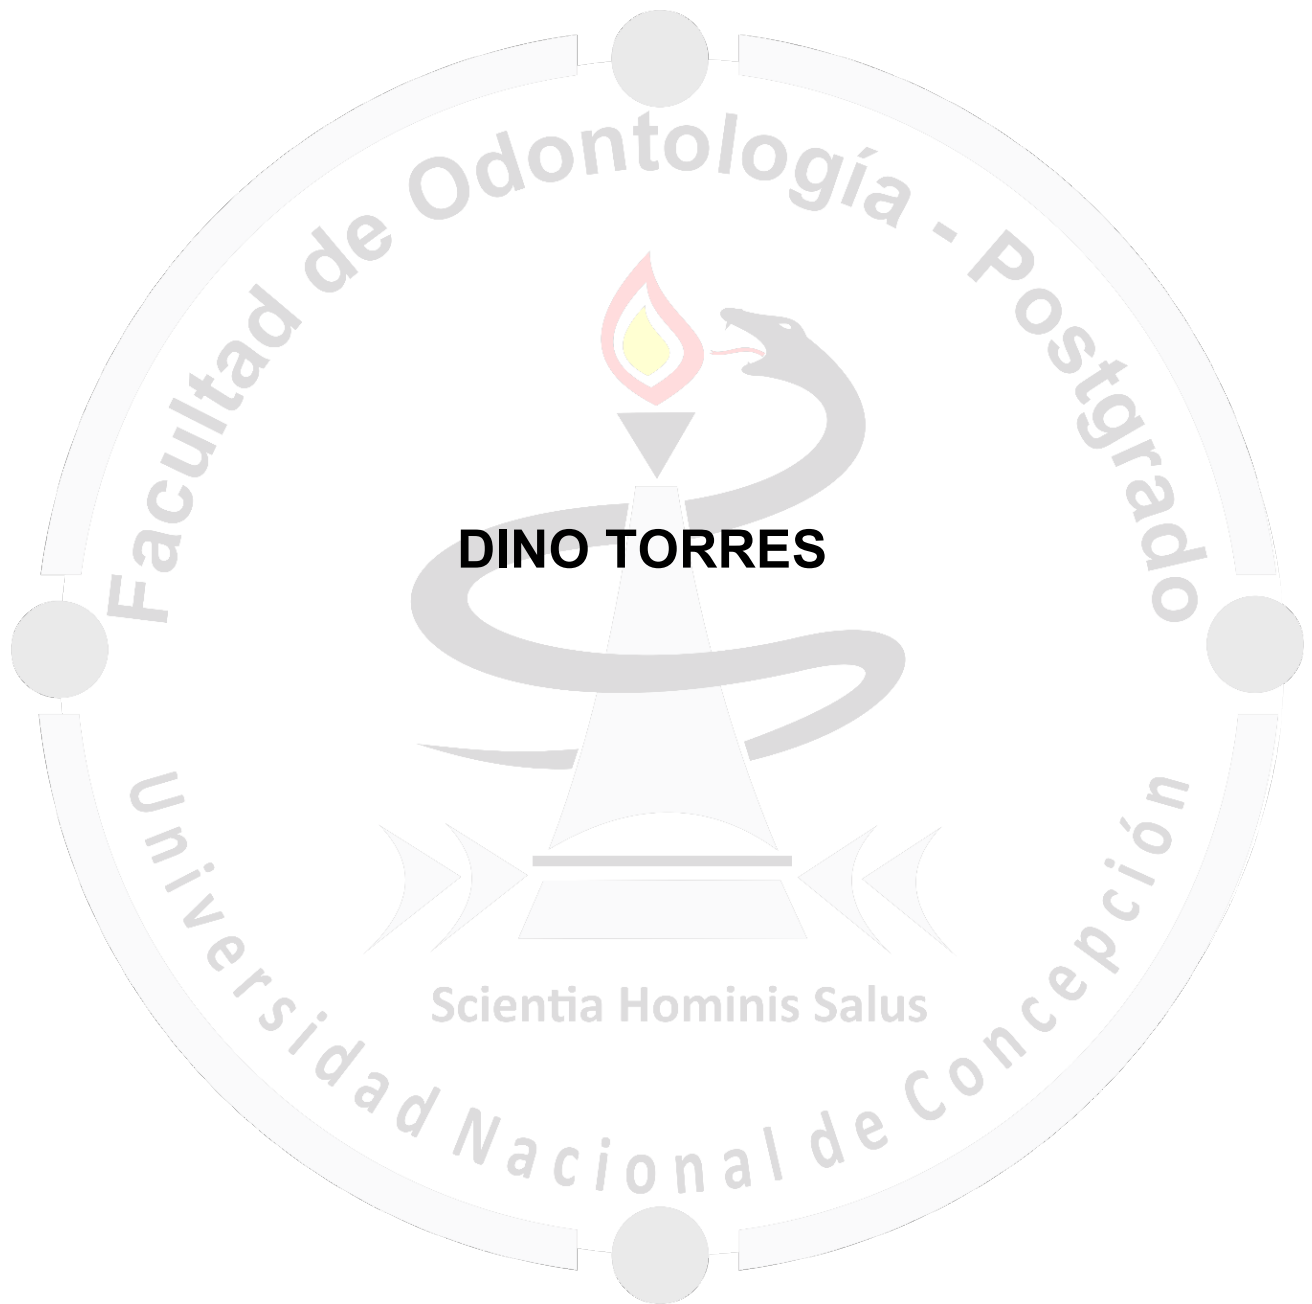 Facultad de Odontología - Postgrado
DINO TORRES
Scientia Hominis Salus
Universidad Nacional de Concepción